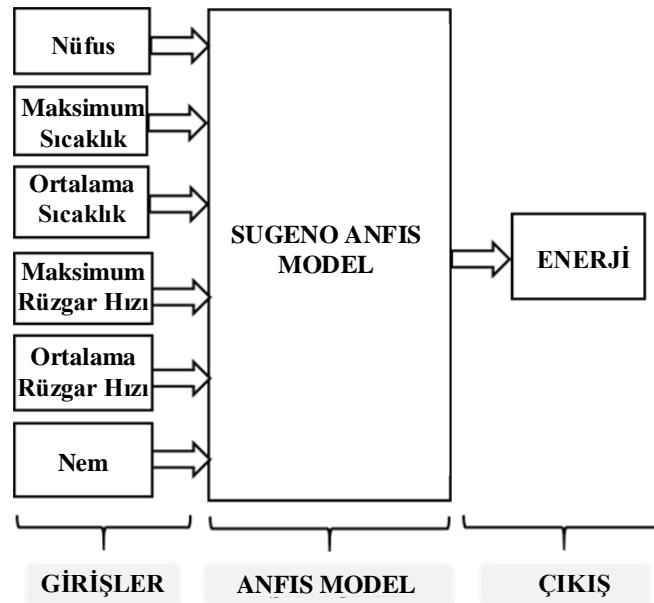 Nüfus
Maksimum
Sıcaklık
Ortalama
Sıcaklık
Maksimum
Rüzgar Hızı
Ortalama
Rüzgar Hızı
Nem
SUGENO ANFIS
MODEL
ENERJİ
GİRİŞLER
ANFIS MODEL
ÇIKIŞ